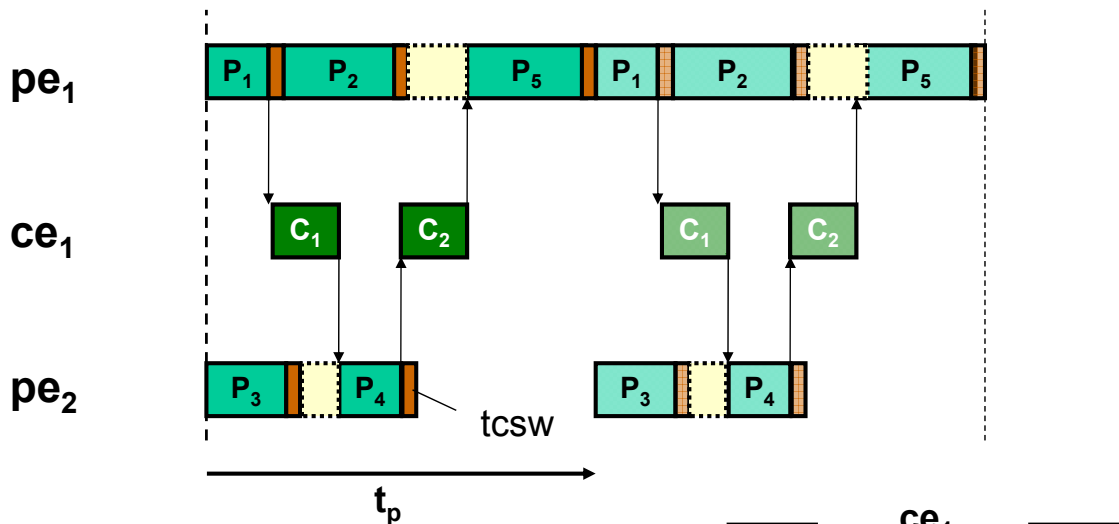 pe₁ P₁ P₂ P₅ P₁ P₂ P₅
ce₁ C₁ C₂ C₁ C₂
pe₂ P₃ P₄ P₃ P₄
tcsw
tₚ
ce₁